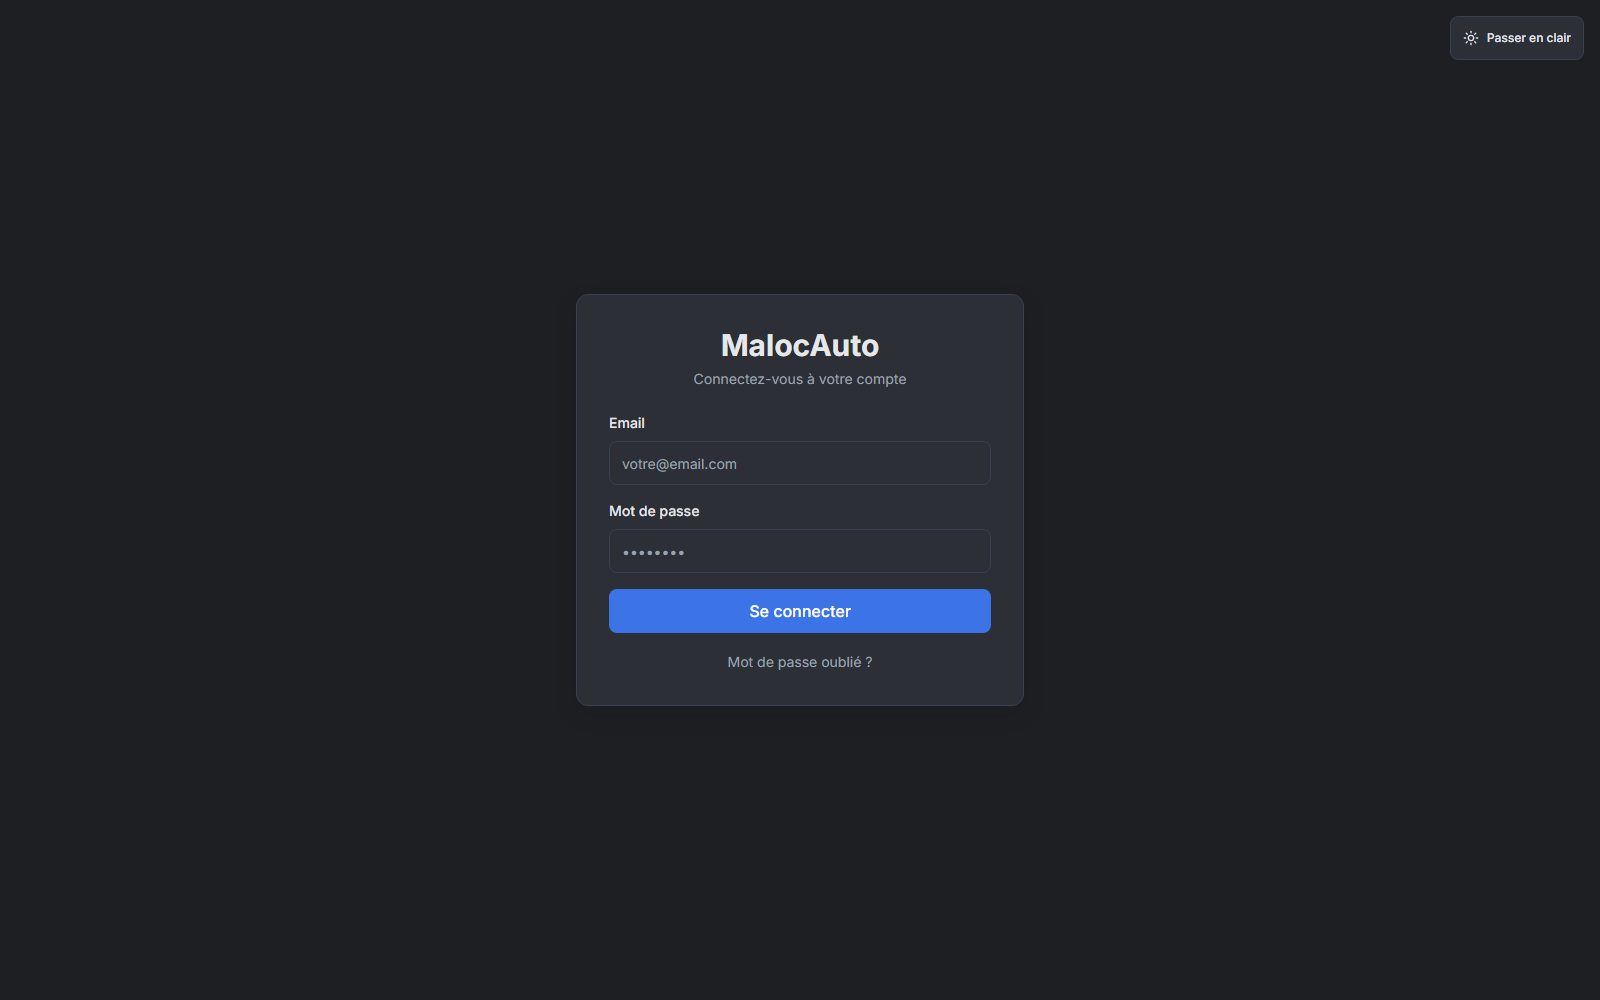 Passer en clair
MalocAuto
Connectez-vous à votre compte
Email
votre@email.com
Mot de passe
••••••••
Se connecter
Mot de passe oublié ?